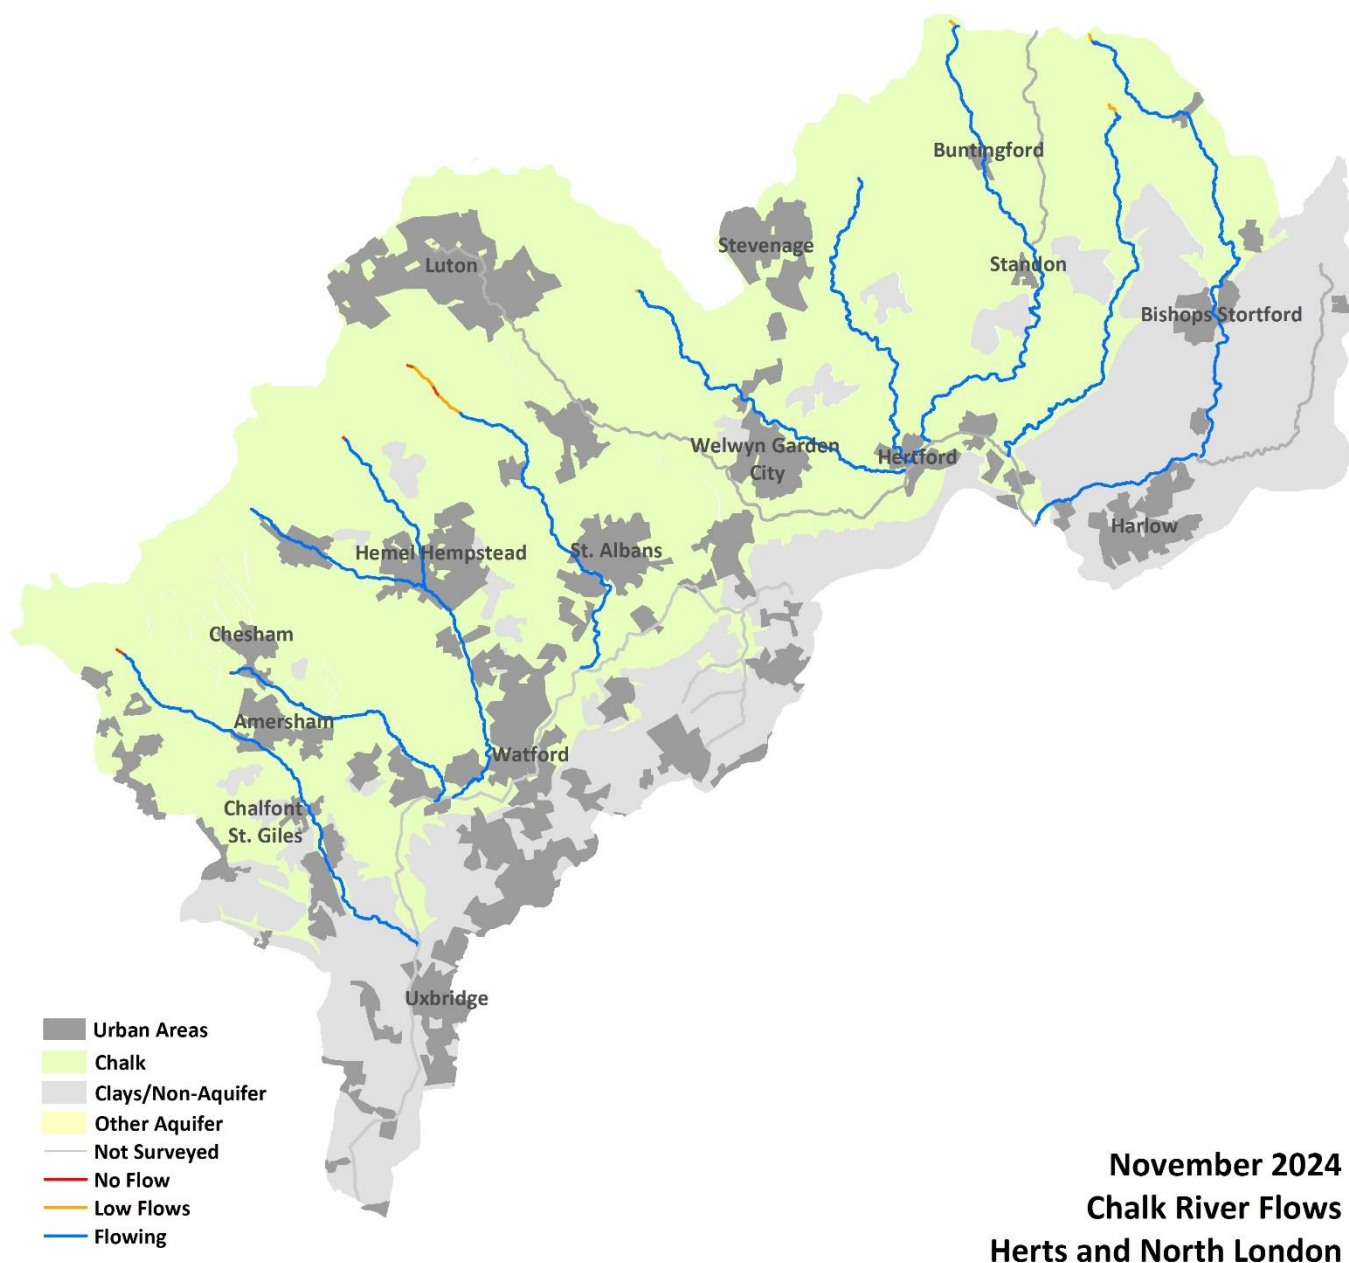 Buntingford
Stevenage
Luton
Standon
Bishops Stortford
Welwyn Garden
City
Hertford
Harlow
Hemel Hempstead
St. Albans
Chesham
Amersham
Watford
Chalfont
St. Giles
Uxbridge
Urban Areas
Chalk
Clays/Non-Aquifer
Other Aquifer
Not Surveyed
No Flow
Low Flows
Flowing
November 2024
Chalk River Flows
Herts and North London